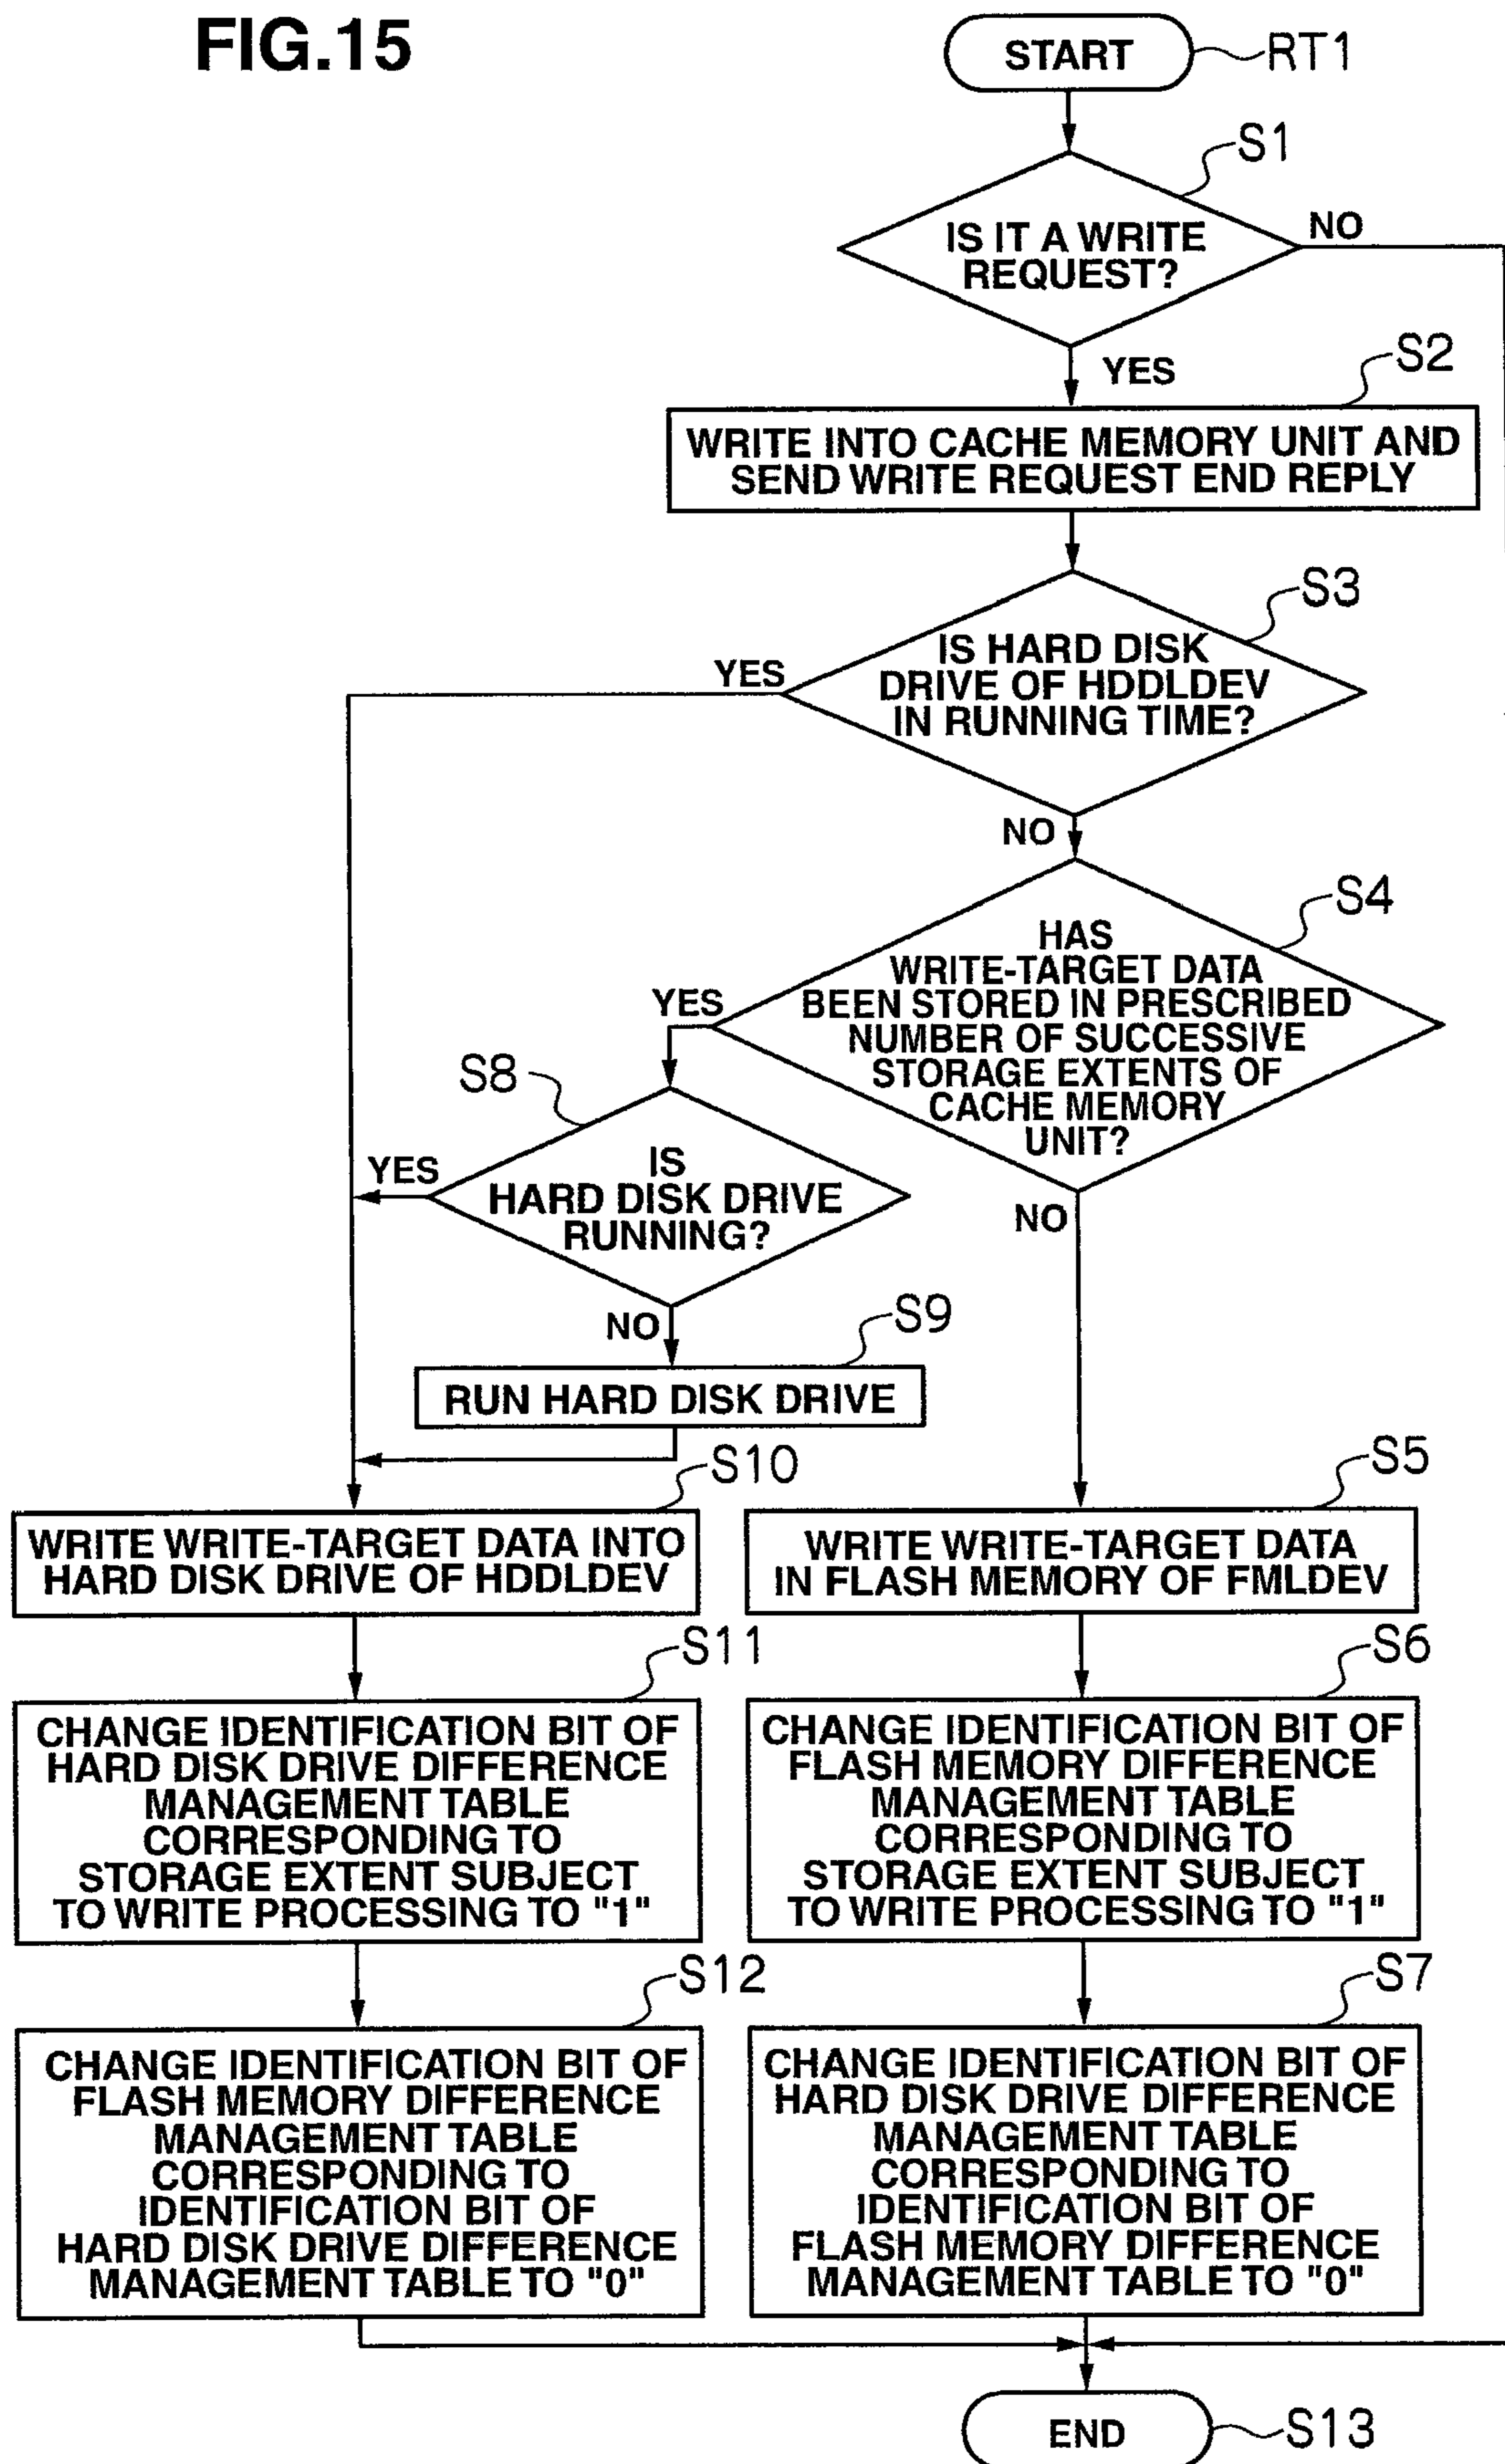 FIG.15
START
RT1
S1
IS IT A WRITE
REQUEST?
NO
YES
S2
WRITE INTO CACHE MEMORY UNIT AND
SEND WRITE REQUEST END REPLY
S3
IS HARD DISK
DRIVE OF HDDLDEV
IN RUNNING TIME?
YES
NO
S4
HAS
WRITE-TARGET DATA
BEEN STORED IN PRESCRIBED
NUMBER OF SUCCESSIVE
STORAGE EXTENTS OF
CACHE MEMORY
UNIT?
YES
NO
S8
IS
HARD DISK DRIVE
RUNNING?
YES
NO
S9
RUN HARD DISK DRIVE
S10
WRITE WRITE-TARGET DATA INTO
HARD DISK DRIVE OF HDDLDEV
S5
WRITE WRITE-TARGET DATA
IN FLASH MEMORY OF FMLDEV
S11
CHANGE IDENTIFICATION BIT OF
HARD DISK DRIVE DIFFERENCE
MANAGEMENT TABLE
CORRESPONDING TO
STORAGE EXTENT SUBJECT
TO WRITE PROCESSING TO "1"
S6
CHANGE IDENTIFICATION BIT OF
FLASH MEMORY DIFFERENCE
MANAGEMENT TABLE
CORRESPONDING TO
STORAGE EXTENT SUBJECT
TO WRITE PROCESSING TO "1"
S12
CHANGE IDENTIFICATION BIT OF
FLASH MEMORY DIFFERENCE
MANAGEMENT TABLE
CORRESPONDING TO
IDENTIFICATION BIT OF
HARD DISK DRIVE DIFFERENCE
MANAGEMENT TABLE TO "0"
S7
CHANGE IDENTIFICATION BIT OF
HARD DISK DRIVE DIFFERENCE
MANAGEMENT TABLE
CORRESPONDING TO
IDENTIFICATION BIT OF
FLASH MEMORY DIFFERENCE
MANAGEMENT TABLE TO "0"
END
S13